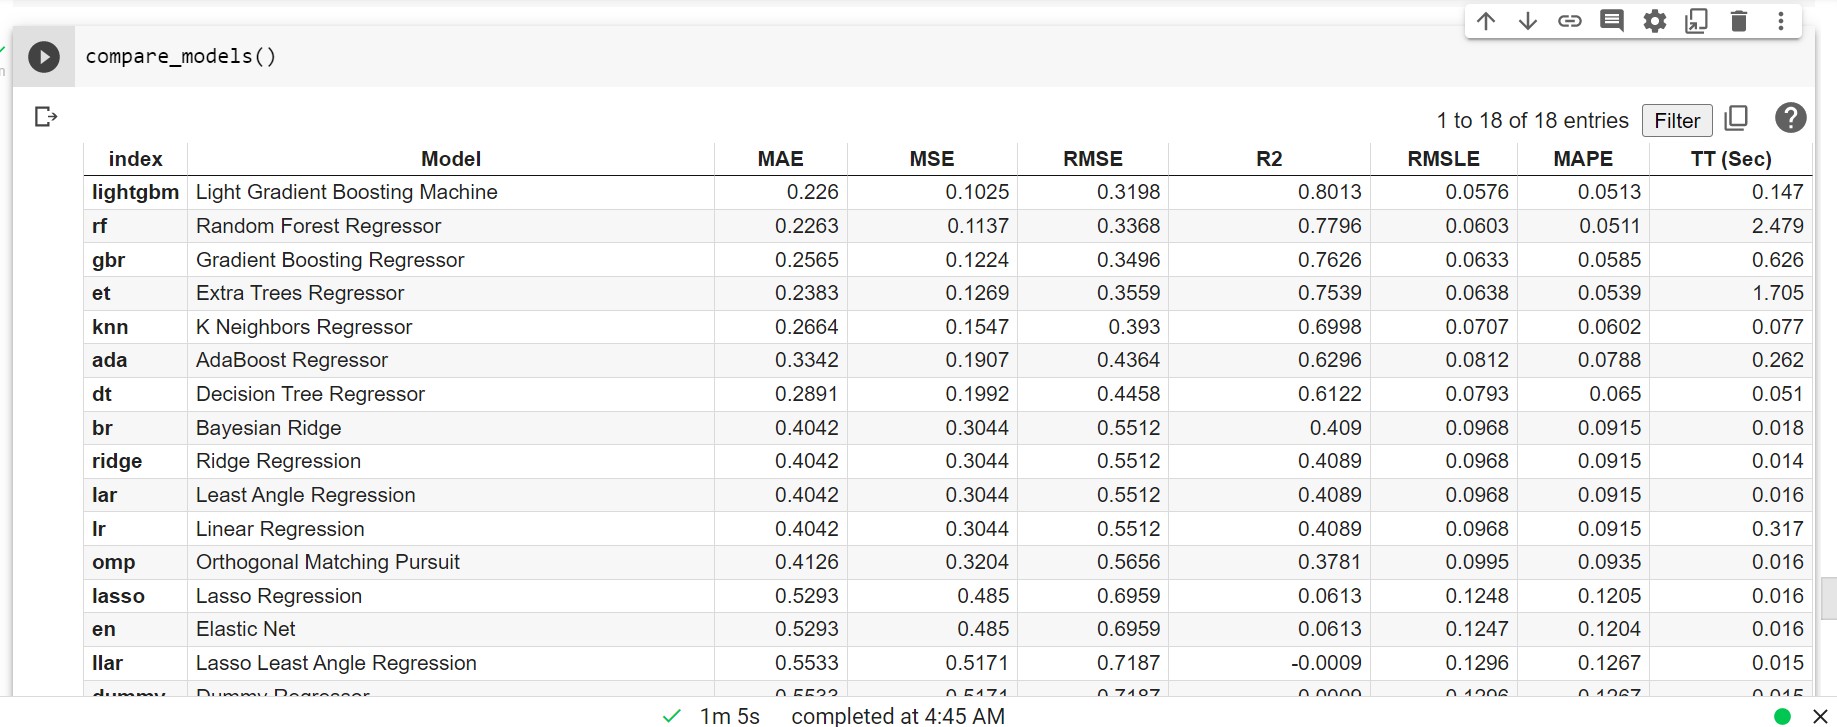 compare_models()
1 to 18 of 18 entries Filter
index Model MAE MSE RMSE R2 RMSLE MAPE TT (Sec)
lightgbm Light Gradient Boosting Machine 0.226 0.1025 0.3198 0.8013 0.0576 0.0513 0.147
rf Random Forest Regressor 0.2263 0.1137 0.3368 0.7796 0.0603 0.0511 2.479
gbr Gradient Boosting Regressor 0.2565 0.1224 0.3496 0.7626 0.0633 0.0585 0.626
et Extra Trees Regressor 0.2383 0.1269 0.3559 0.7539 0.0638 0.0539 1.705
knn K Neighbors Regressor 0.2664 0.1547 0.393 0.6998 0.0707 0.0602 0.077
ada AdaBoost Regressor 0.3342 0.1907 0.4364 0.6296 0.0812 0.0788 0.262
dt Decision Tree Regressor 0.2891 0.1992 0.4458 0.6122 0.0793 0.065 0.051
br Bayesian Ridge 0.4042 0.3044 0.5512 0.409 0.0968 0.0915 0.018
ridge Ridge Regression 0.4042 0.3044 0.5512 0.4089 0.0968 0.0915 0.014
lar Least Angle Regression 0.4042 0.3044 0.5512 0.4089 0.0968 0.0915 0.016
lr Linear Regression 0.4042 0.3044 0.5512 0.4089 0.0968 0.0915 0.317
omp Orthogonal Matching Pursuit 0.4126 0.3204 0.5656 0.3781 0.0995 0.0935 0.016
lasso Lasso Regression 0.5293 0.485 0.6959 0.0613 0.1248 0.1205 0.016
en Elastic Net 0.5293 0.485 0.6959 0.0613 0.1247 0.1204 0.016
llar Lasso Least Angle Regression 0.5533 0.5171 0.7187 -0.0009 0.1296 0.1267 0.015
dummy Dummy Regressor 0.5533 0.5171 0.7187 0.0009 0.1296 0.1267 0.015
1m 5s completed at 4:45 AM